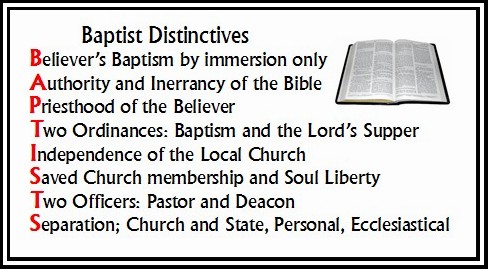 Baptist Distinctives
Believer's Baptism by immersion only
Authority and Inerrancy of the Bible
Priesthood of the Believer
Two Ordinances: Baptism and the Lord's Supper
Independence of the Local Church
Saved Church membership and Soul Liberty
Two Officers: Pastor and Deacon
Separation; Church and State, Personal, Ecclesiastical